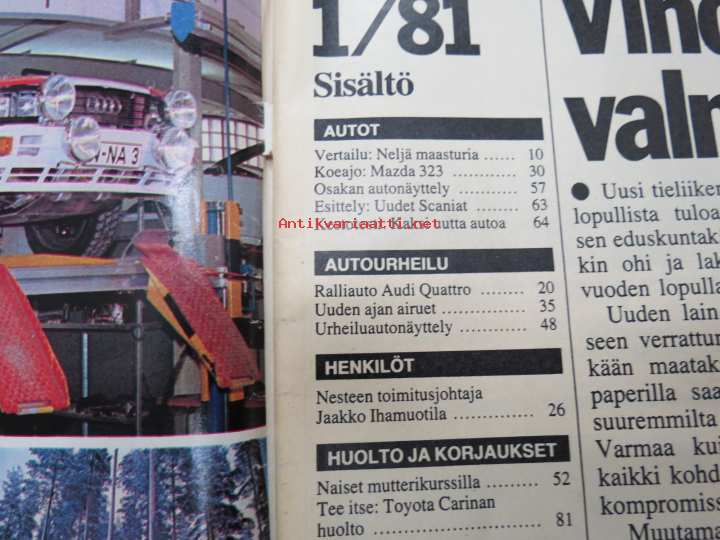 N-NA 3
1/81
Sisältö
AUTOT
Vertailu: Neljä maasturia ...... 10
Koeajo: Mazda 323 ............ 30
Osakan autonäyttely ........... 57
Esittely: Uudet Scaniat ........ 63
Kaksi uutta autoa 64
Antikvariaatti.net
AUTOURHEILU
Ralliauto Audi Quattro ......... 20
Uuden ajan airuet ............... 35
Urheiluautonäyttely ............. 48
HENKILÖT
Nesteen toimitusjohtaja
Jaakko Ihamuotila ............. 26
HUOLTO JA KORJAUKSET
Naiset mutterikurssilla ......... 52
Tee itse: Toyota Carinan
huolto ............................ 81
● Uusi tieliiken
lopullista tuloa
sen eduskuntak
kin ohi ja lak
vuoden lopulla
Uuden lain
seen verrattun
kään maatak
paperilla saa
suuremmilta
Varmaa kui
kaikki kohd
kompromiss
Muutama